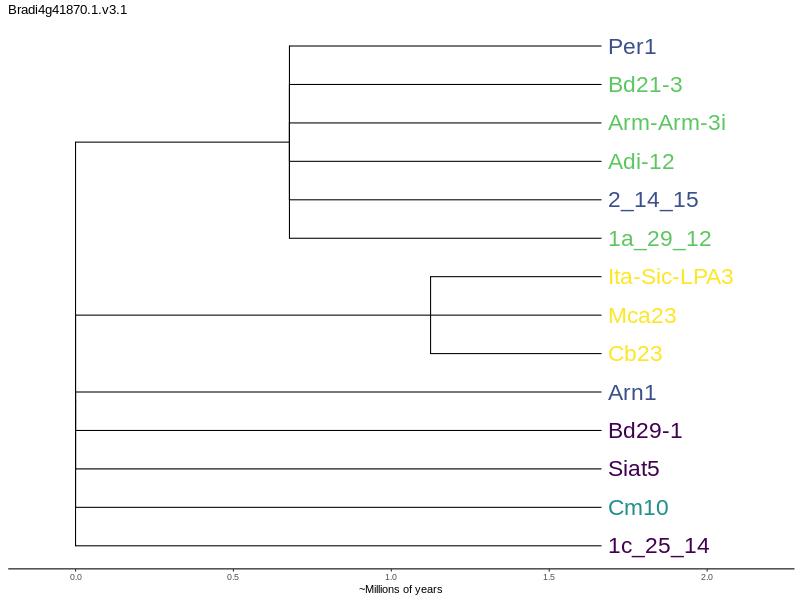 Bradi4g41870.1.v3.1
Per1
Bd21-3
Arm-Arm-3i
Adi-12
2_14_15
1a_29_12
Ita-Sic-LPA3
Mca23
Cb23
Arn1
Bd29-1
Siat5
Cm10
1c_25_14
0.0 0.5 1.0 1.5 2.0
~Millions of years